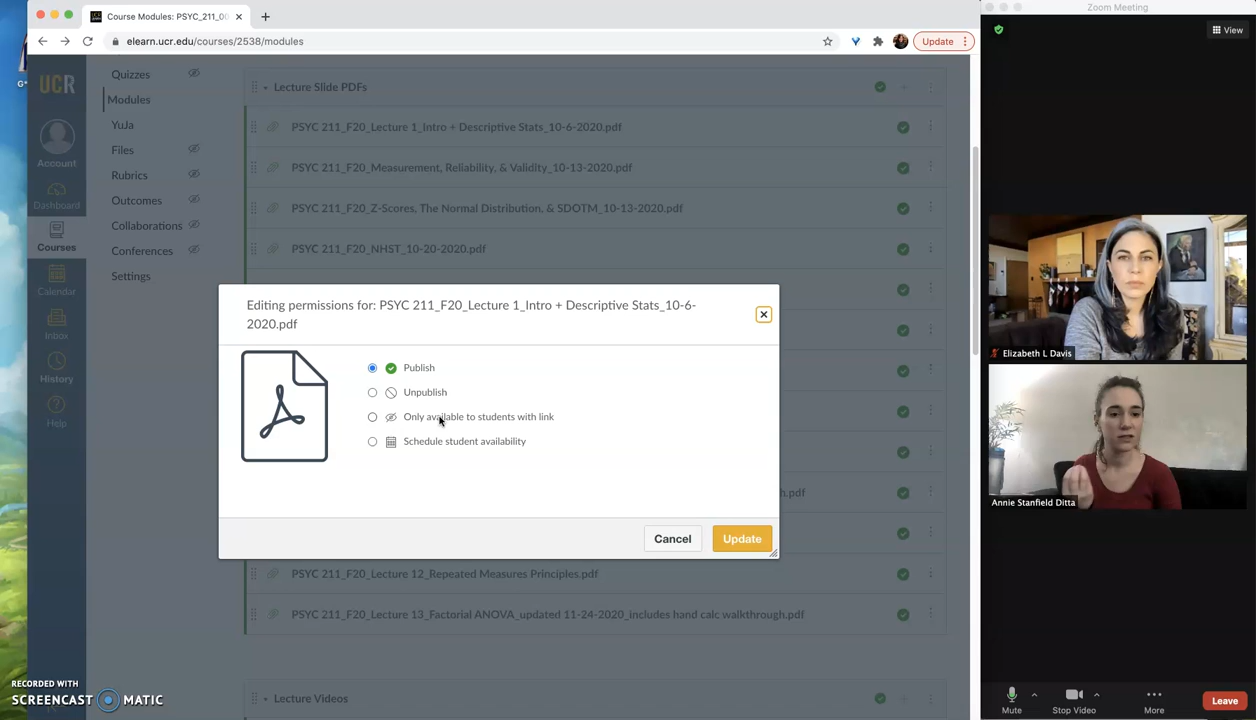 Course Modules: PSYC_211_00
elearn.ucr.edu/courses/2538/modules
Update
UCR
Account
Dashboard
Courses
Calendar
Inbox
History
Help
Quizzes
Modules
YuJa
Files
Rubrics
Outcomes
Collaborations
Conferences
Settings
Lecture Slide PDFs
PSYC 211_F20_Lecture 1_Intro + Descriptive Stats_10-6-2020.pdf
PSYC 211_F20_Measurement, Reliability, & Validity_10-13-2020.pdf
PSYC 211_F20_Z-Scores, The Normal Distribution, & SDOTM_10-13-2020.pdf
PSYC 211_F20_NHST_10-20-2020.pdf
Editing permissions for: PSYC 211_F20_Lecture 1_Intro + Descriptive Stats_10-6-
2020.pdf
Publish
Unpublish
Only available to students with link
Schedule student availability
Cancel
Update
h.pdf
PSYC 211_F20_Lecture 12_Repeated Measures Principles.pdf
PSYC 211_F20_Lecture 13_Factorial ANOVA_updated 11-24-2020_includes hand calc walkthrough.pdf
Lecture Videos
RECORDED WITH
SCREENCAST MATIC
Zoom Meeting
View
Elizabeth L Davis
Annie Stanfield Ditta
Mute
Stop Video
More
Leave